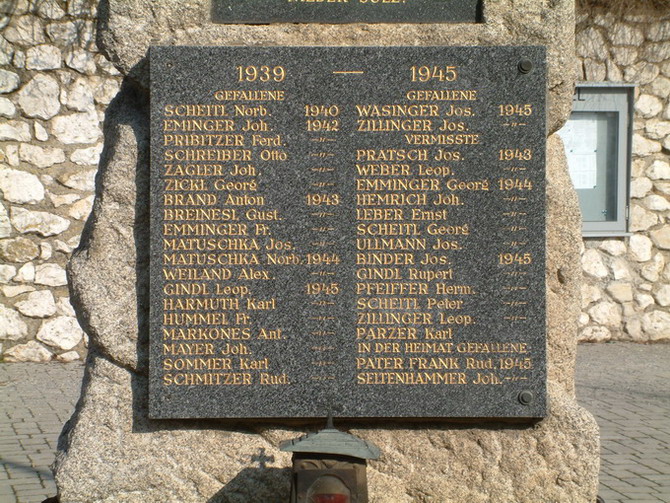 WIEDER SOLL!
1939 — 1945
GEFALLENE
SCHEITL Norb. 1940
EMINGER Joh. 1942
PRIBITZER Ferd. -〃-
SCHREIBER Otto -〃-
ZAGLER Joh. -〃-
ZICKL Georg -〃-
BRAND Anton 1943
BREINESL Gust. -〃-
EMMINGER Fr. -〃-
MATUSCHKA Jos. -〃-
MATUSCHKA Norb. 1944
WEILAND Alex. -〃-
GINDL Leop. 1945
HARMUTH Karl -〃-
HUMMEL Fr. -〃-
MARKONES Ant. -〃-
MAYER Joh. -〃-
SOMMER Karl -〃-
SCHMITZER Rud. -〃-
GEFALLENE
WASINGER Jos. 1945
ZILLINGER Jos. -〃-
VERMISSTE
PRATSCH Jos. 1943
WEBER Leop. -〃-
EMMINGER Georg 1944
HEMRICH Joh. -〃-
LEBER Ernst -〃-
SCHEITL Georg -〃-
ULLMANN Jos. -〃-
BINDER Jos. 1945
GINDL Rupert -〃-
PFEIFFER Herm. -〃-
SCHEITL Peter -〃-
ZILLINGER Leop. -〃-
PARZER Karl -〃-
IN DER HEIMAT GEFALLENE
PATER FRANK Rud. 1945
SEITENHAMMER Joh. -〃-